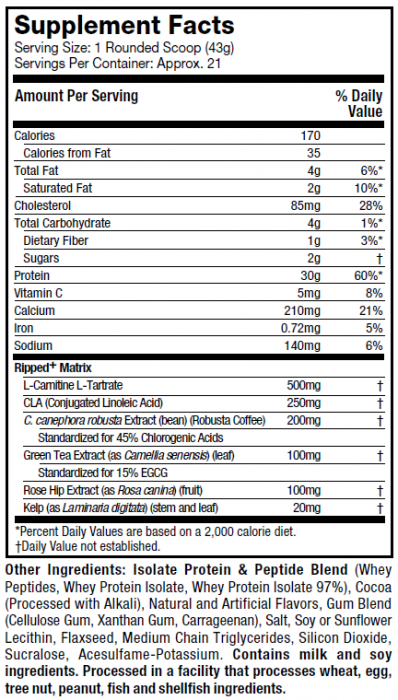 Supplement Facts
Serving Size: 1 Rounded Scoop (43g)
Servings Per Container: Approx. 21
Amount Per Serving % Daily
Value
Calories 170
Calories from Fat 35
Total Fat 4g 6%*
Saturated Fat 2g 10%*
Cholesterol 85mg 28%
Total Carbohydrate 4g 1%*
Dietary Fiber 1g 3%*
Sugars 2g †
Protein 30g 60%*
Vitamin C 5mg 8%
Calcium 210mg 21%
Iron 0.72mg 5%
Sodium 140mg 6%
Ripped+ Matrix
L-Carnitine L-Tartrate 500mg †
CLA (Conjugated Linoleic Acid) 250mg †
C. canephora robusta Extract (bean) (Robusta Coffee) 200mg †
Standardized for 45% Chlorogenic Acids
Green Tea Extract (as Camellia senensis) (leaf) 100mg †
Standardized for 15% EGCG
Rose Hip Extract (as Rosa canina) (fruit) 100mg †
Kelp (as Laminaria digitata) (stem and leaf) 20mg †
*Percent Daily Values are based on a 2,000 calorie diet.
†Daily Value not established.
Other Ingredients: Isolate Protein & Peptide Blend (Whey
Peptides, Whey Protein Isolate, Whey Protein Isolate 97%), Cocoa
(Processed with Alkali), Natural and Artificial Flavors, Gum Blend
(Cellulose Gum, Xanthan Gum, Carrageenan), Salt, Soy or Sunflower
Lecithin, Flaxseed, Medium Chain Triglycerides, Silicon Dioxide,
Sucralose, Acesulfame-Potassium. Contains milk and soy
ingredients. Processed in a facility that processes wheat, egg,
tree nut, peanut, fish and shellfish ingredients.